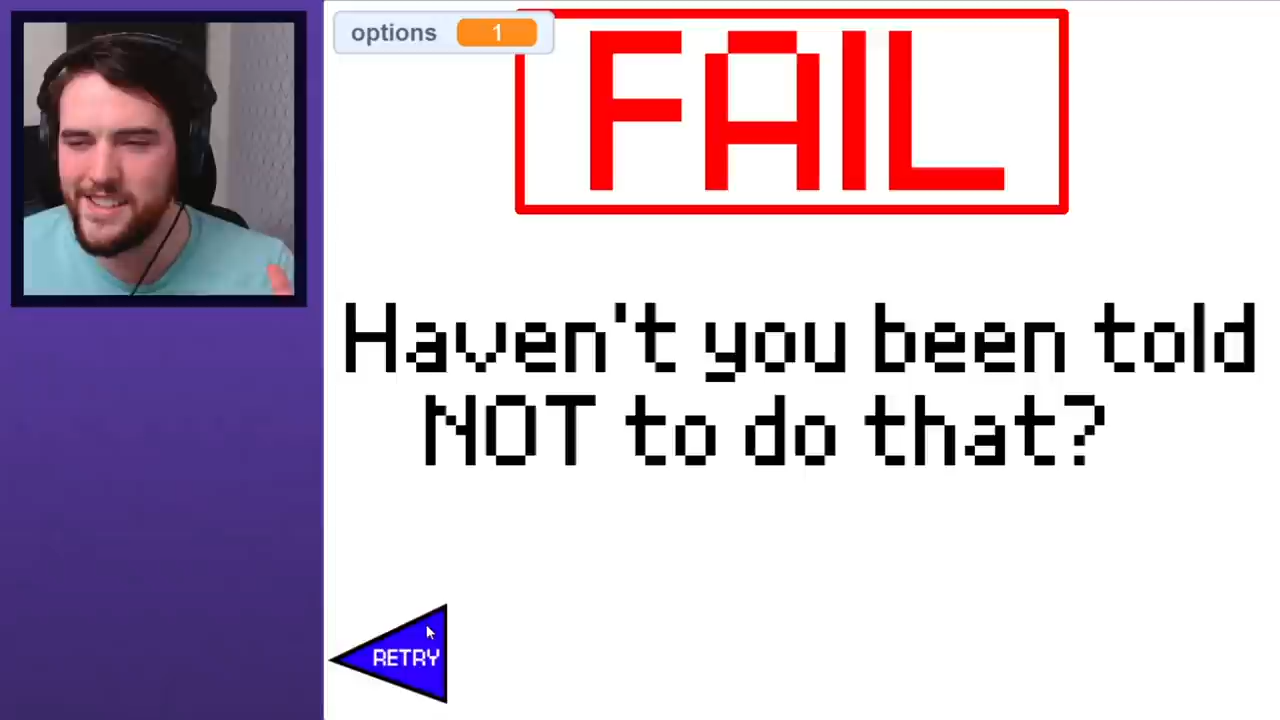 options 1
FAIL
Haven't you been told
NOT to do that?
RETRY